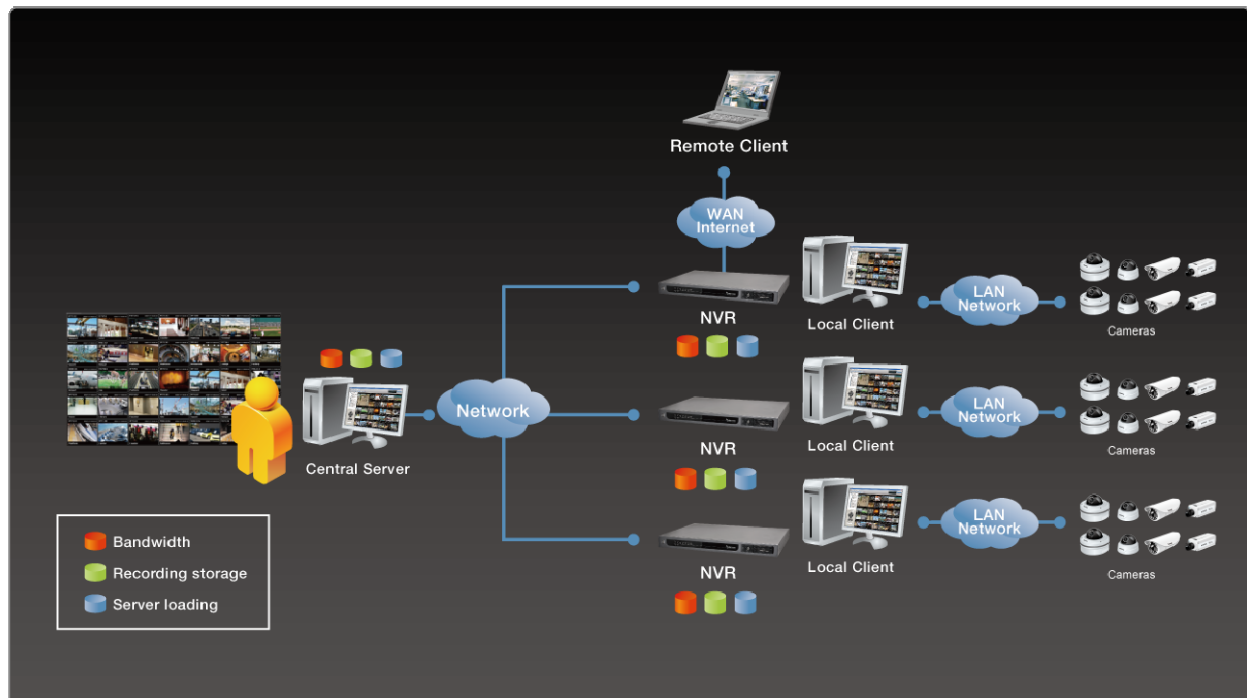 Remote Client
WAN
Internet
NVR
Local Client
LAN
Network
Cameras
Central Server
Network
NVR
Local Client
LAN
Network
Cameras
NVR
Local Client
LAN
Network
Cameras
Bandwidth
Recording storage
Server loading